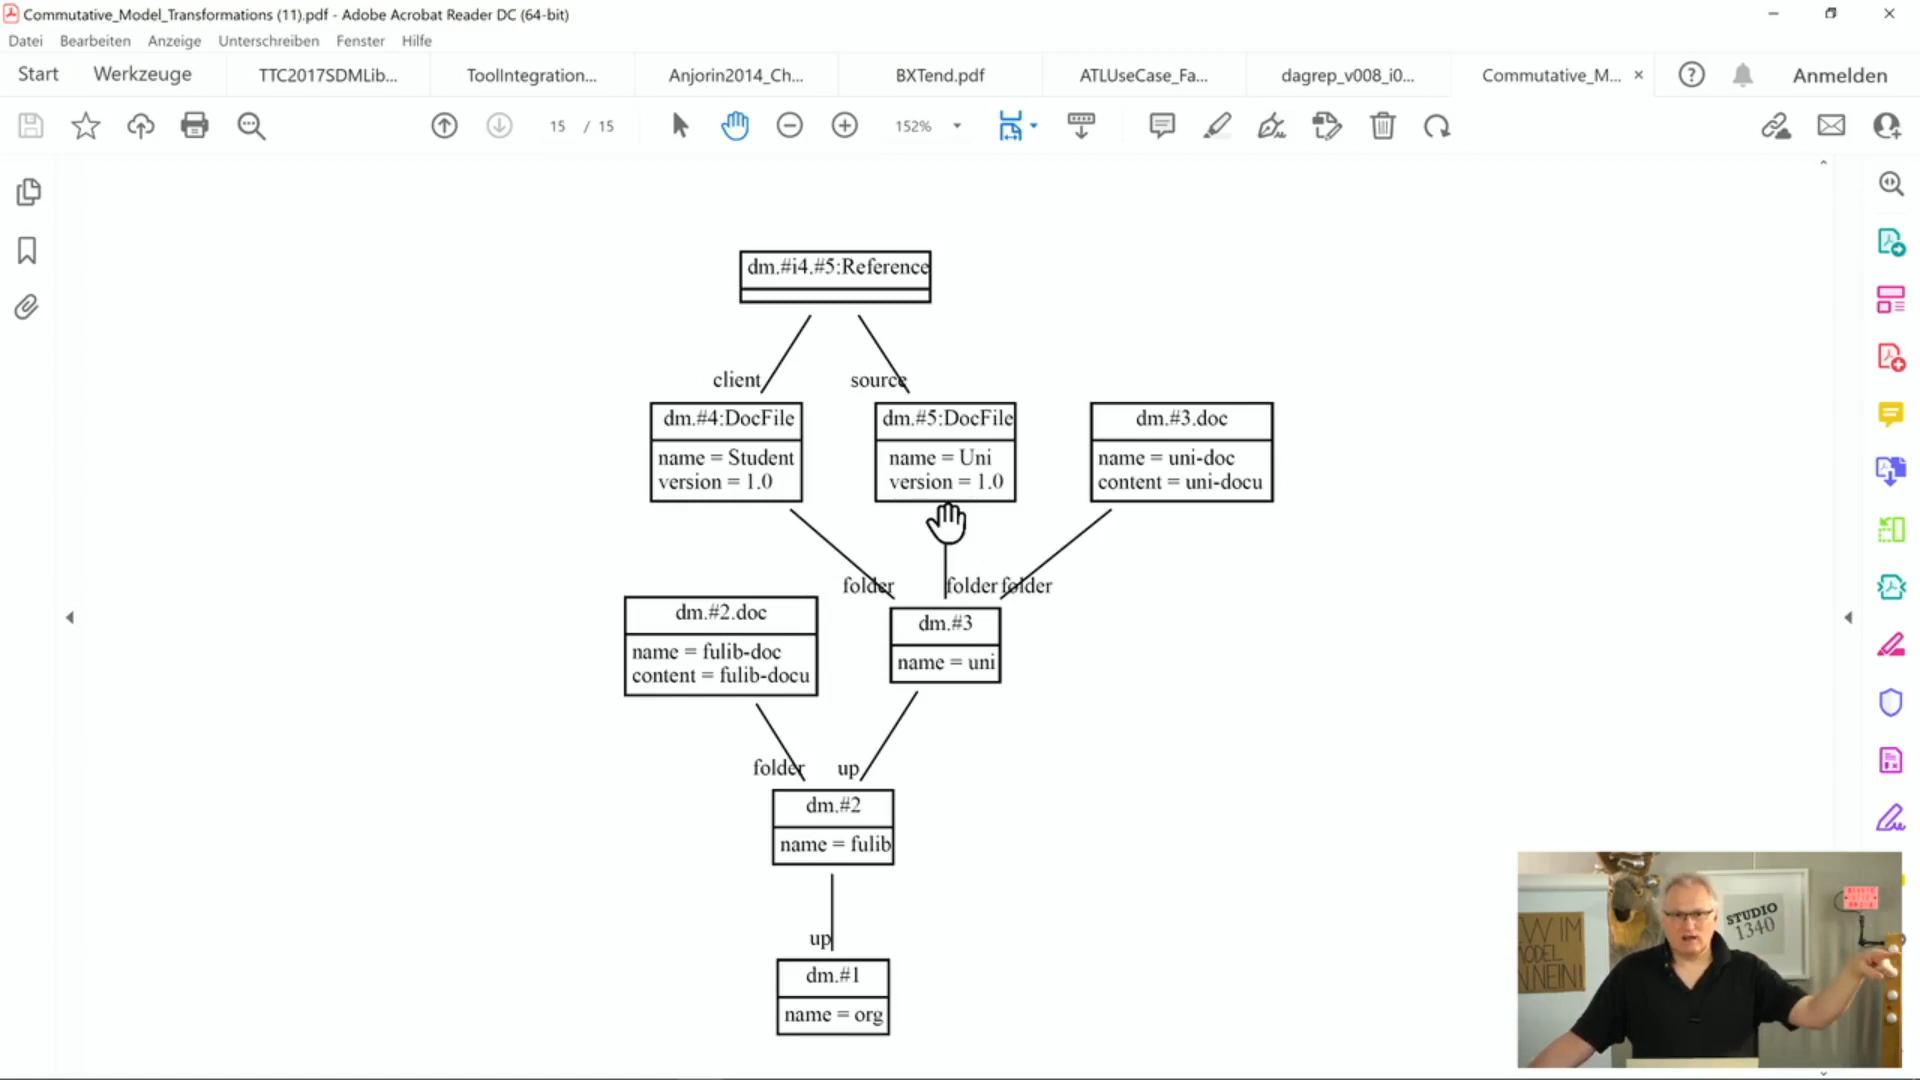 Commutative_Model_Transformations (11).pdf - Adobe Acrobat Reader DC (64-bit)
Datei Bearbeiten Anzeige Unterschreiben Fenster Hilfe
Start Werkzeuge TTC2017SDMLib... ToolIntegration... Anjorin2014_Ch... BXTend.pdf ATLUseCase_Fa... dagrep_v008_i0... Commutative_M... Anmelden
15 / 15 152%
dm.#i4.#5:Reference
client source
dm.#4:DocFile
name = Student
version = 1.0
dm.#5:DocFile
name = Uni
version = 1.0
dm.#3.doc
name = uni-doc
content = uni-docu
folder folder folder
dm.#2.doc
name = fulib-doc
content = fulib-docu
dm.#3
name = uni
folder up
dm.#2
name = fulib
up
dm.#1
name = org
W IM
MODEL
N.NEIN!
STUDIO
1340